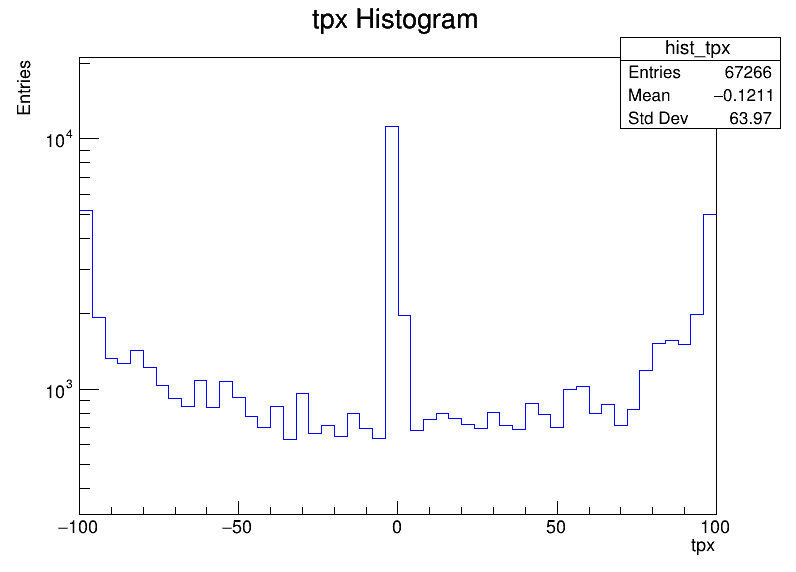 tpx Histogram
hist_tpx
Entries 67266
Mean −0.1211
Std Dev 63.97
Entries
10^4
10^3
−100 −50 0 50 100
tpx